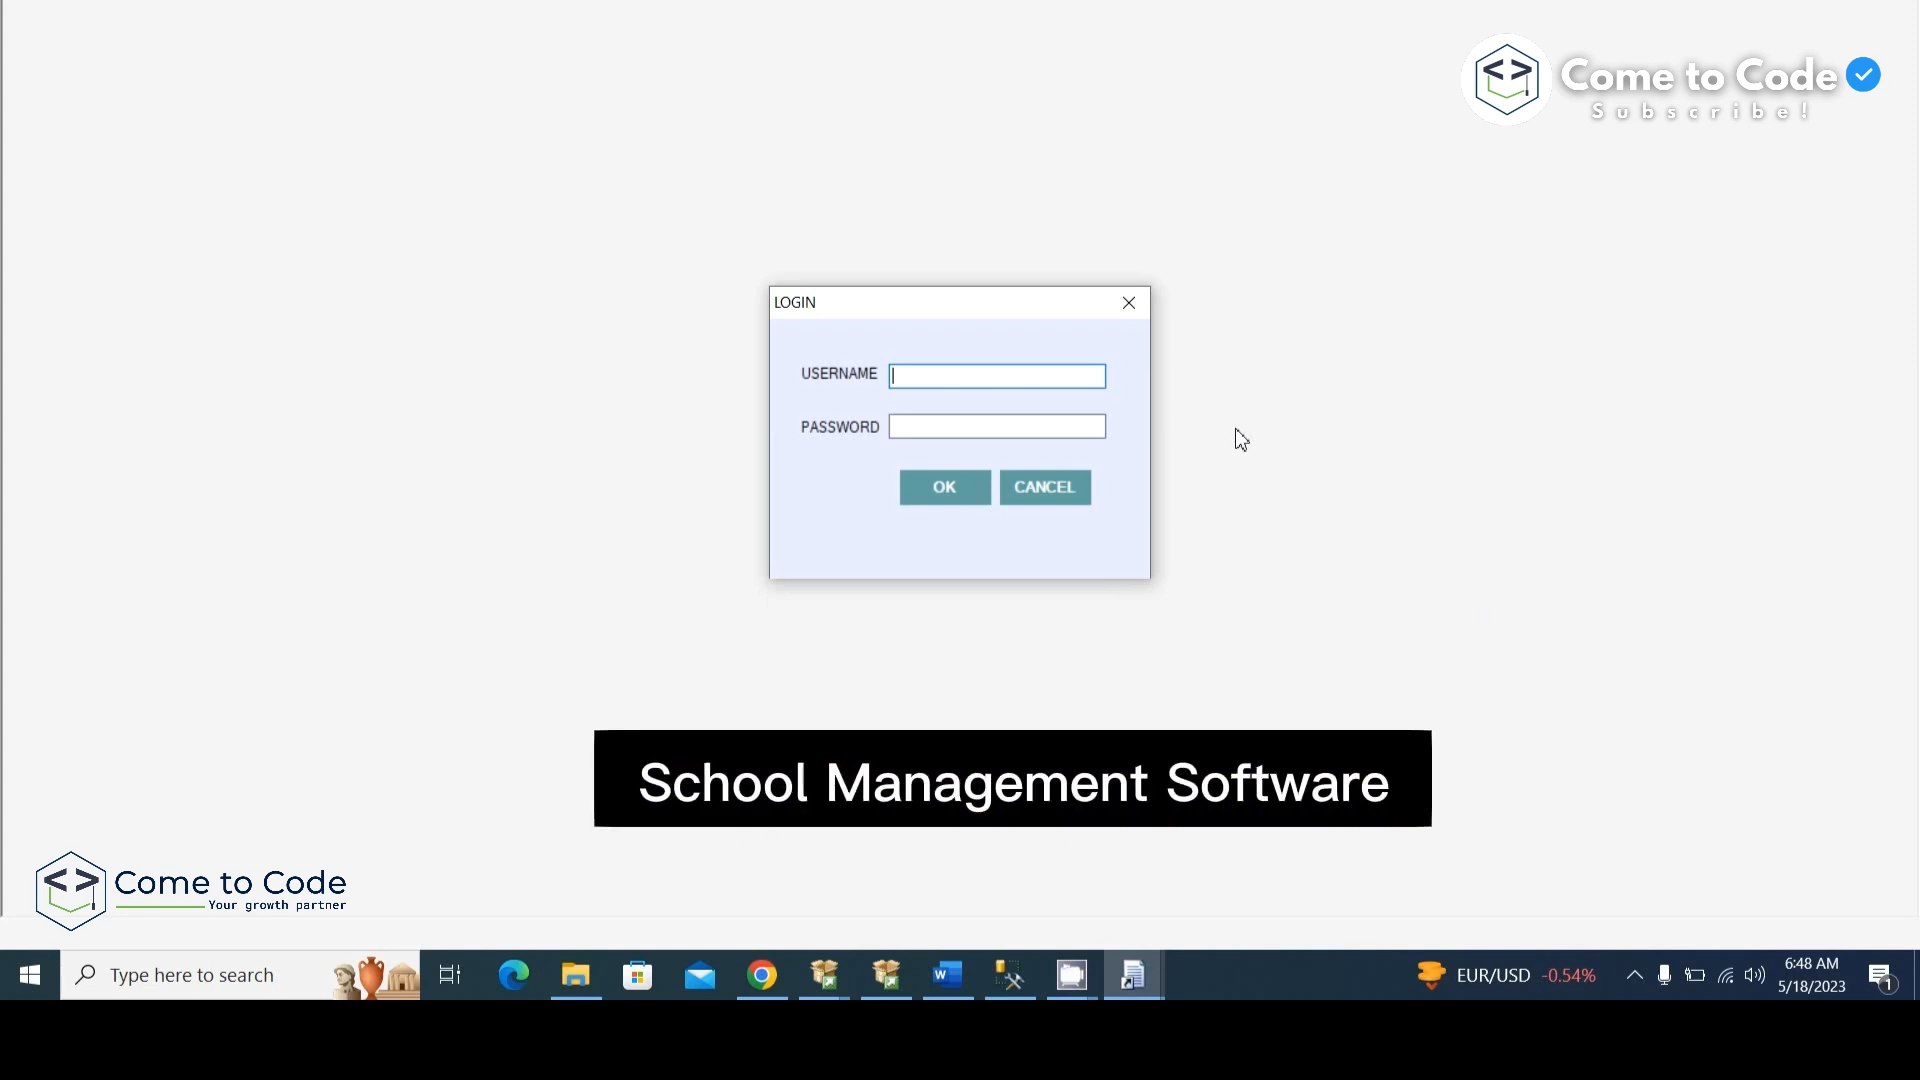 Come to Code
Subscribe!
LOGIN
USERNAME
PASSWORD
OK
CANCEL
School Management Software
Come to Code
Your growth partner
Type here to search
EUR/USD -0.54%
6:48 AM
5/18/2023
1